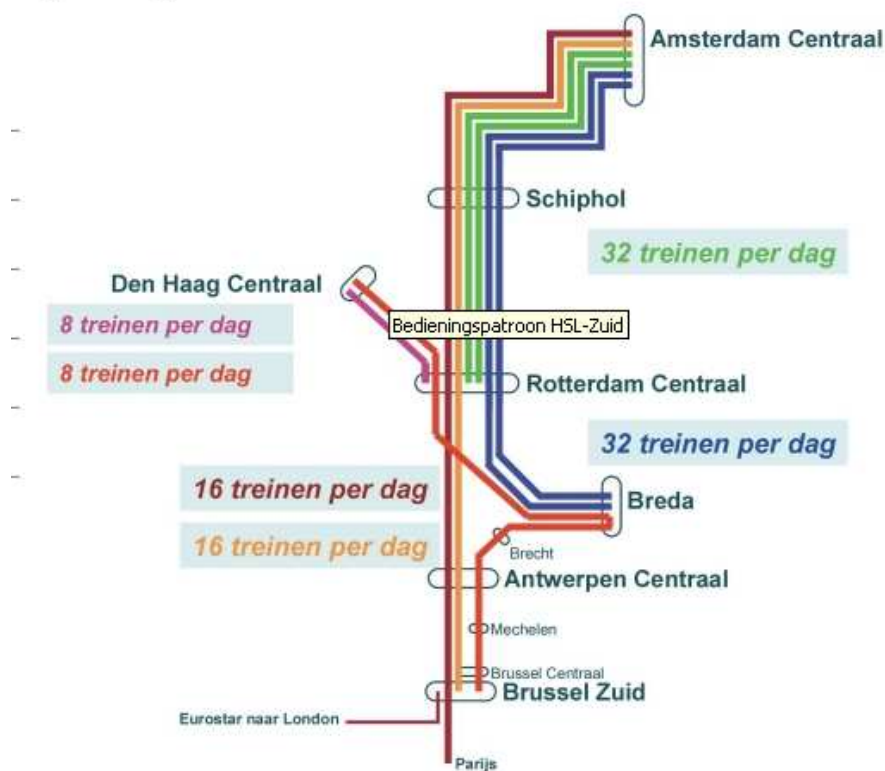 Amsterdam Centraal
Schiphol
32 treinen per dag
Den Haag Centraal
8 treinen per dag
Bedieningspatroon HSL-Zuid
8 treinen per dag
Rotterdam Centraal
32 treinen per dag
16 treinen per dag
Breda
16 treinen per dag
Brecht
Antwerpen Centraal
Mechelen
Brussel Centraal
Brussel Zuid
Eurostar naar London
Parijs